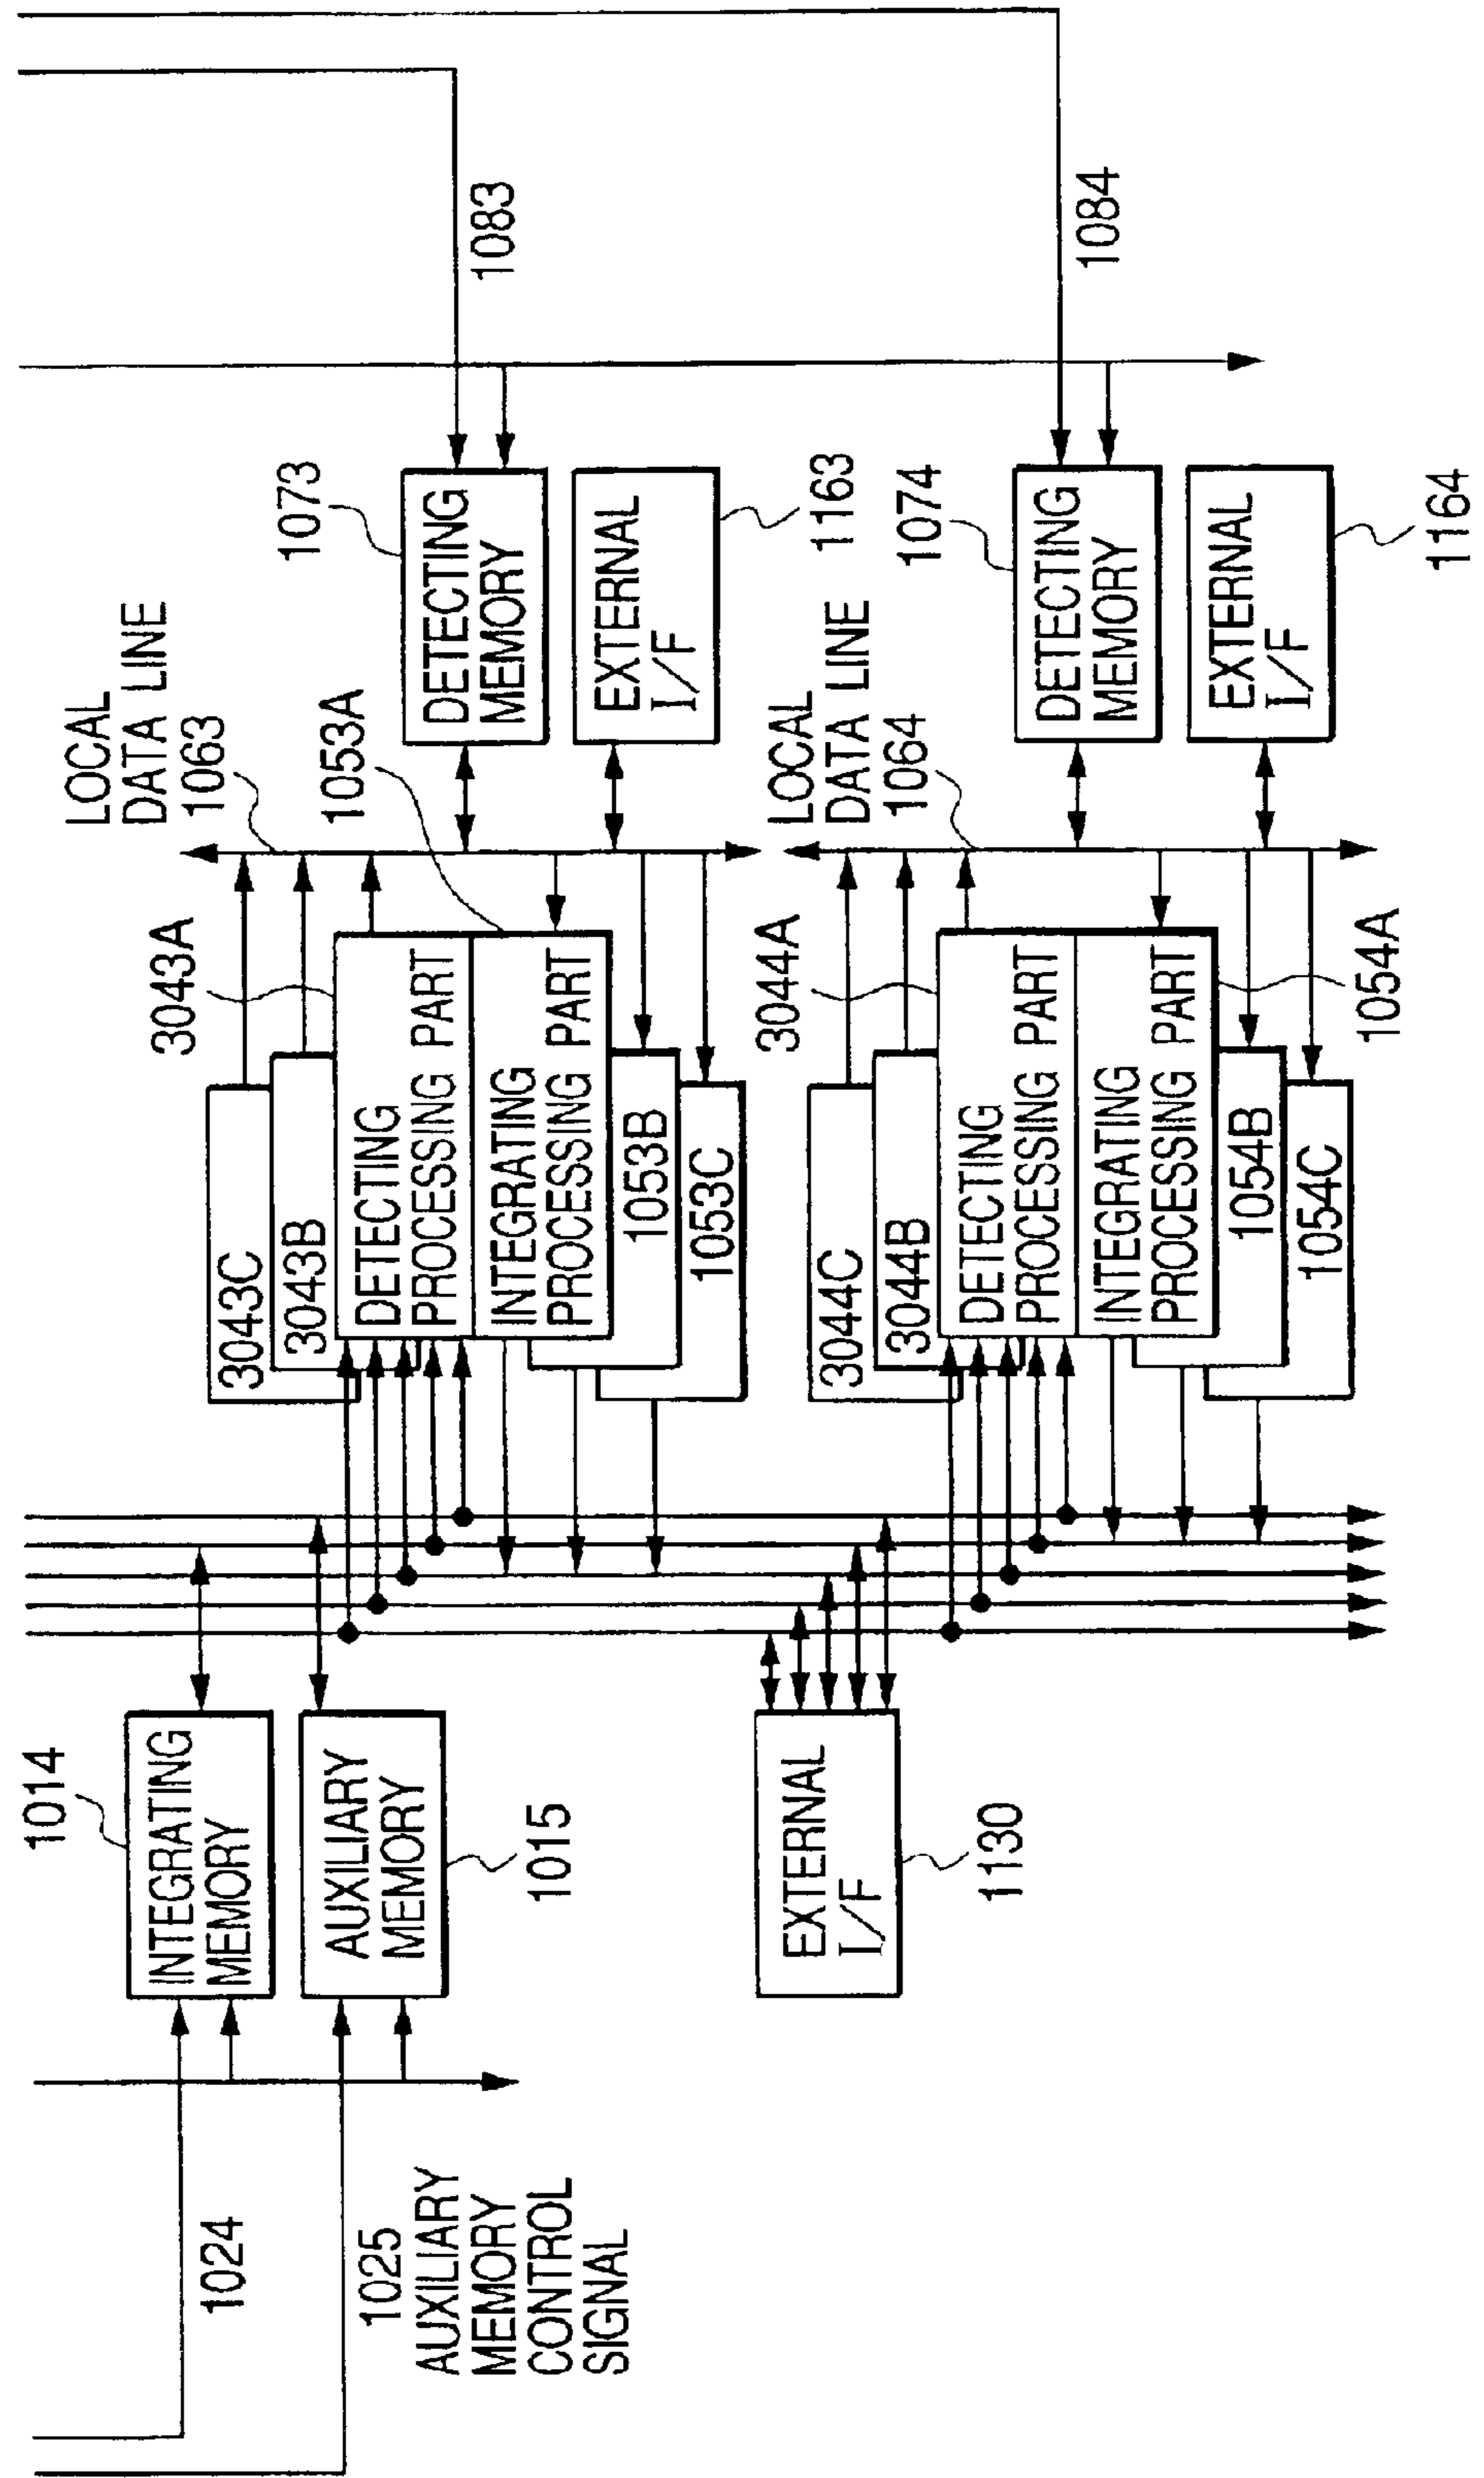 1024
1025
AUXILIARY
MEMORY
CONTROL
SIGNAL
1014
INTEGRATING
MEMORY
AUXILIARY
MEMORY
1015
EXTERNAL
I/F
1130
3043C
3043B
3043A
DETECTING
PROCESSING PART
INTEGRATING
PROCESSING PART
1053A
1053B
1053C
LOCAL
DATA LINE
1063
1073
DETECTING
MEMORY
EXTERNAL
I/F
1163
1083
3044C
3044B
3044A
DETECTING
PROCESSING PART
INTEGRATING
PROCESSING PART
1054A
1054B
1054C
LOCAL
DATA LINE
1064
1074
DETECTING
MEMORY
EXTERNAL
I/F
1164
1084